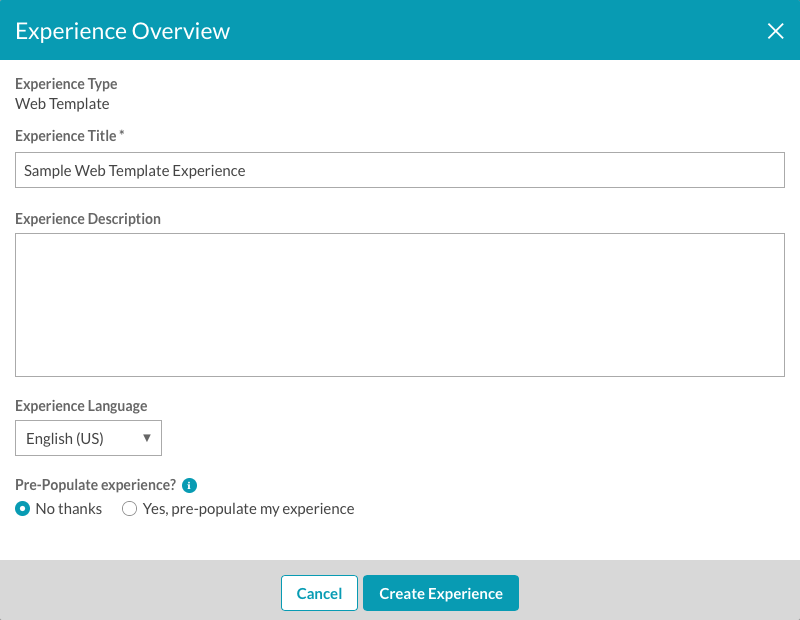 Experience Overview
Experience Type
Web Template
Experience Title *
Sample Web Template Experience
Experience Description
Experience Language
English (US)
Pre-Populate experience? i
No thanks Yes, pre-populate my experience
Cancel Create Experience